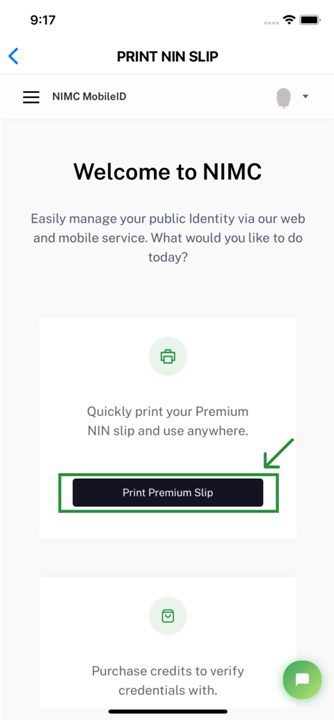 9:17
PRINT NIN SLIP
NIMC MobileID
Welcome to NIMC
Easily manage your public Identity via our web
and mobile service. What would you like to do
today?
Quickly print your Premium
NIN slip and use anywhere.
Print Premium Slip
Purchase credits to verify
credentials with.